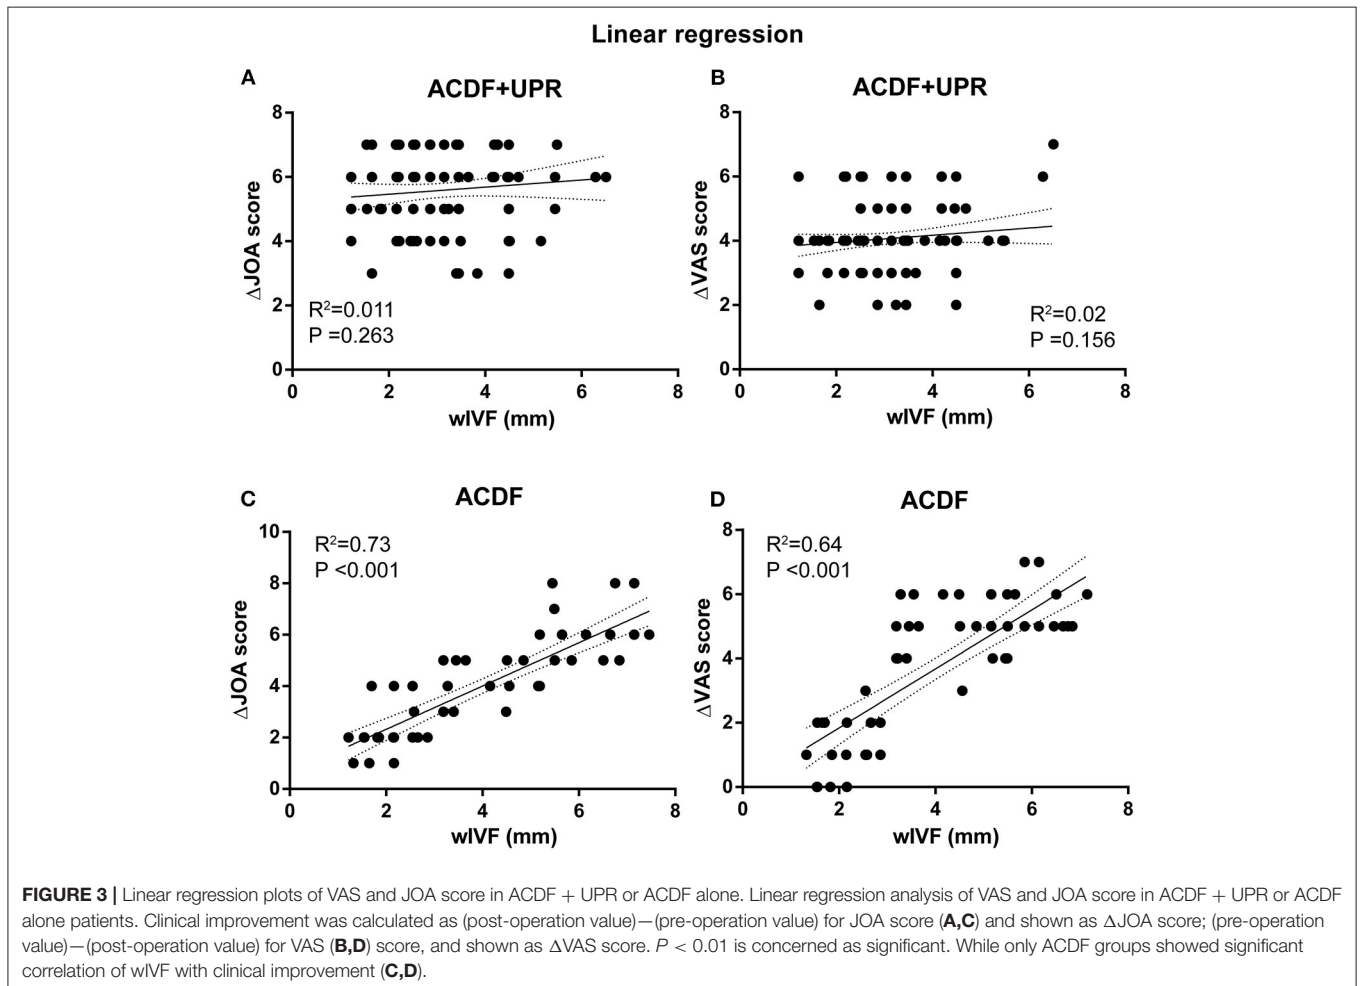 Linear regression
A
ACDF+UPR
8
6
4
2
0
ΔJOA score
R²=0.011
P =0.263
0 2 4 6 8
wIVF (mm)
B
ACDF+UPR
8
6
4
2
0
ΔVAS score
R²=0.02
P =0.156
0 2 4 6 8
wIVF (mm)
C
ACDF
10
8
6
4
2
0
ΔJOA score
R²=0.73
P <0.001
0 2 4 6 8
wIVF (mm)
D
ACDF
8
6
4
2
0
ΔVAS score
R²=0.64
P <0.001
0 2 4 6 8
wIVF (mm)
FIGURE 3 | Linear regression plots of VAS and JOA score in ACDF + UPR or ACDF alone. Linear regression analysis of VAS and JOA score in ACDF + UPR or ACDF
alone patients. Clinical improvement was calculated as (post-operation value)—(pre-operation value) for JOA score (A,C) and shown as ΔJOA score; (pre-operation
value)—(post-operation value) for VAS (B,D) score, and shown as ΔVAS score. P < 0.01 is concerned as significant. While only ACDF groups showed significant
correlation of wIVF with clinical improvement (C,D).